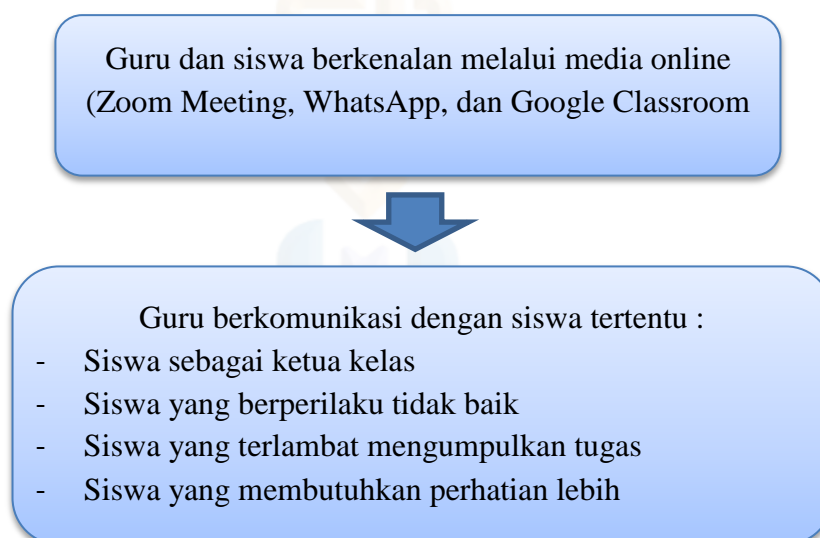 Guru dan siswa berkenalan melalui media online
(Zoom Meeting, WhatsApp, dan Google Classroom
Guru berkomunikasi dengan siswa tertentu :
- Siswa sebagai ketua kelas
- Siswa yang berperilaku tidak baik
- Siswa yang terlambat mengumpulkan tugas
- Siswa yang membutuhkan perhatian lebih